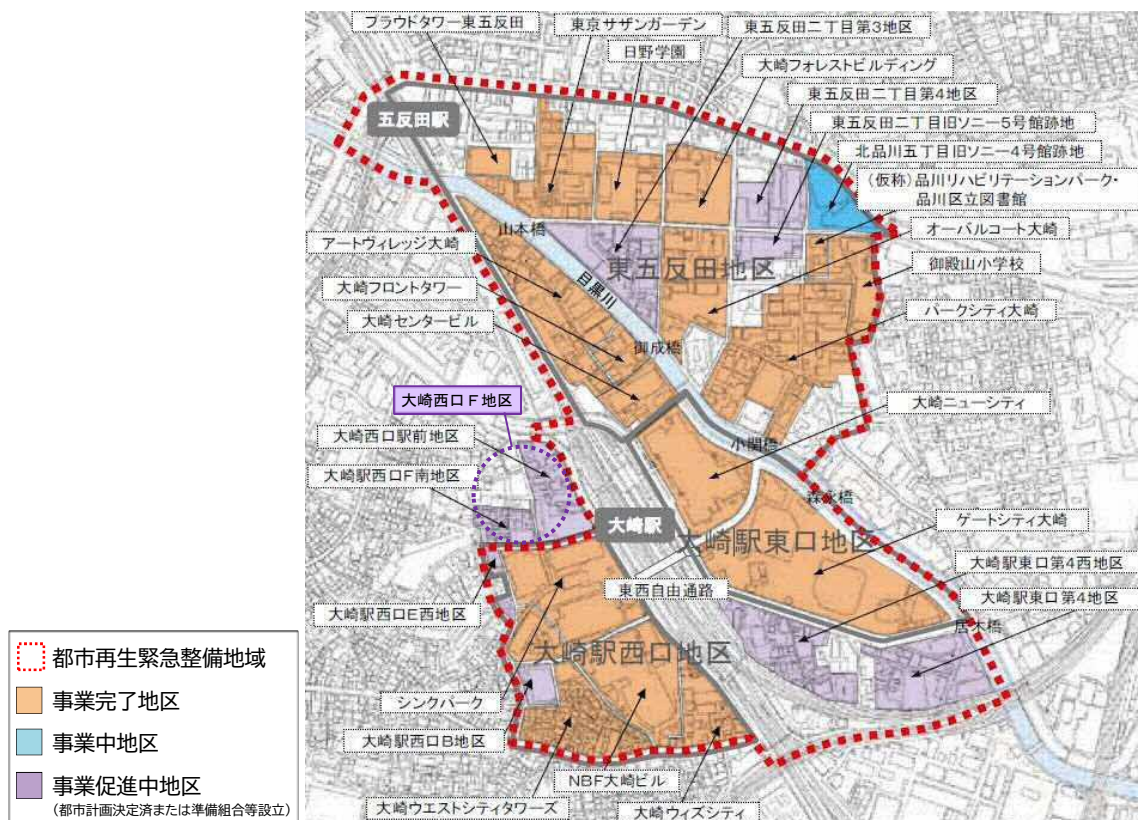 プラウドタワー東五反田
東京サザンガーデン
東五反田二丁目第3地区
日野学園
大崎フォレストビルディング
東五反田二丁目第4地区
五反田駅
東五反田二丁目旧ソニー5号館跡地
北品川五丁目旧ソニー4号館跡地
(仮称)品川リハビリテーションパーク・
品川区立図書館
山本橋
オーバルコート大崎
アートヴィレッジ大崎
東五反田地区
御殿山小学校
大崎フロントタワー
目黒川
パークシティ大崎
大崎センタービル
御成橋
大崎西口F地区
大崎ニューシティ
大崎西口駅前地区
小関橋
大崎駅西口F南地区
森永橋
大崎駅
ゲートシティ大崎
大崎駅東口地区
大崎駅東口第4西地区
東西自由通路
大崎駅東口第4地区
大崎駅西口E西地区
居木橋
大崎駅西口地区
シンクパーク
大崎駅西口B地区
NBF大崎ビル
大崎ウエストシティタワーズ
大崎ウィズシティ
都市再生緊急整備地域
事業完了地区
事業中地区
事業促進中地区
(都市計画決定済または準備組合等設立)